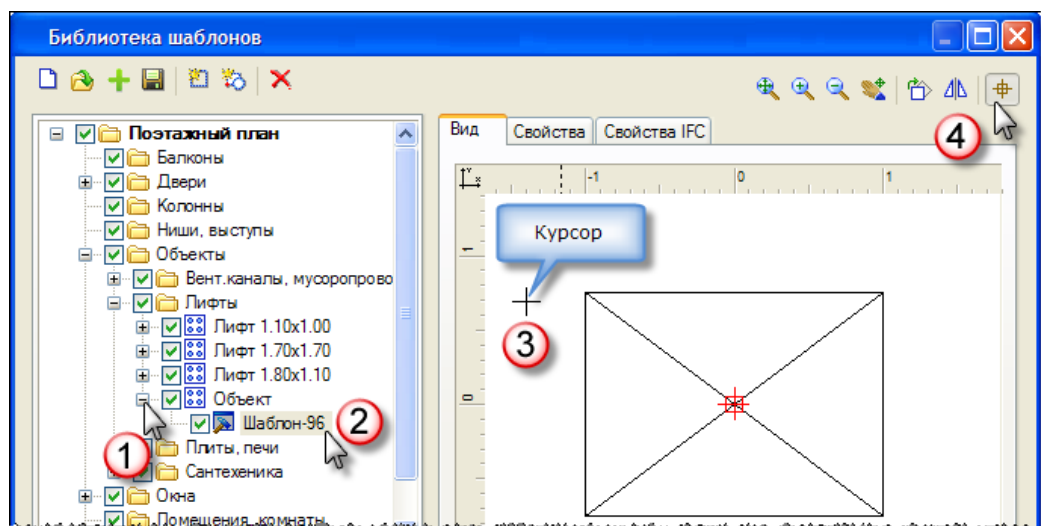 Библиотека шаблонов
Поэтажный план
Балконы
Двери
Колонны
Ниши, выступы
Объекты
Вент.каналы, мусоропрово
Лифты
Лифт 1.10x1.00
Лифт 1.70x1.70
Лифт 1.80x1.10
Объект
Шаблон-96
Плиты, печи
Сантехеника
Окна
Помещения, комнаты,
1
2
Вид Свойства Свойства IFC
4
Y x -1 0 1
1
0
Курсор
3